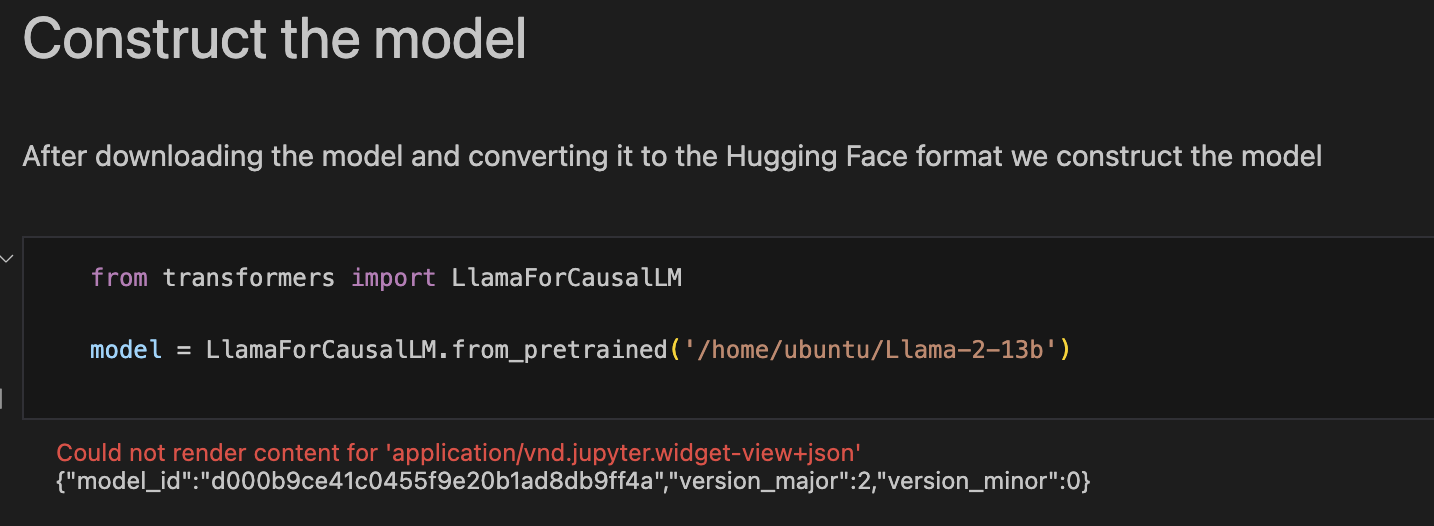 Construct the model
After downloading the model and converting it to the Hugging Face format we construct the model
from transformers import LlamaForCausalLM
model = LlamaForCausalLM.from_pretrained('/home/ubuntu/Llama-2-13b')
Could not render content for 'application/vnd.jupyter.widget-view+json'
{"model_id":"d000b9ce41c0455f9e20b1ad8db9ff4a","version_major":2,"version_minor":0}